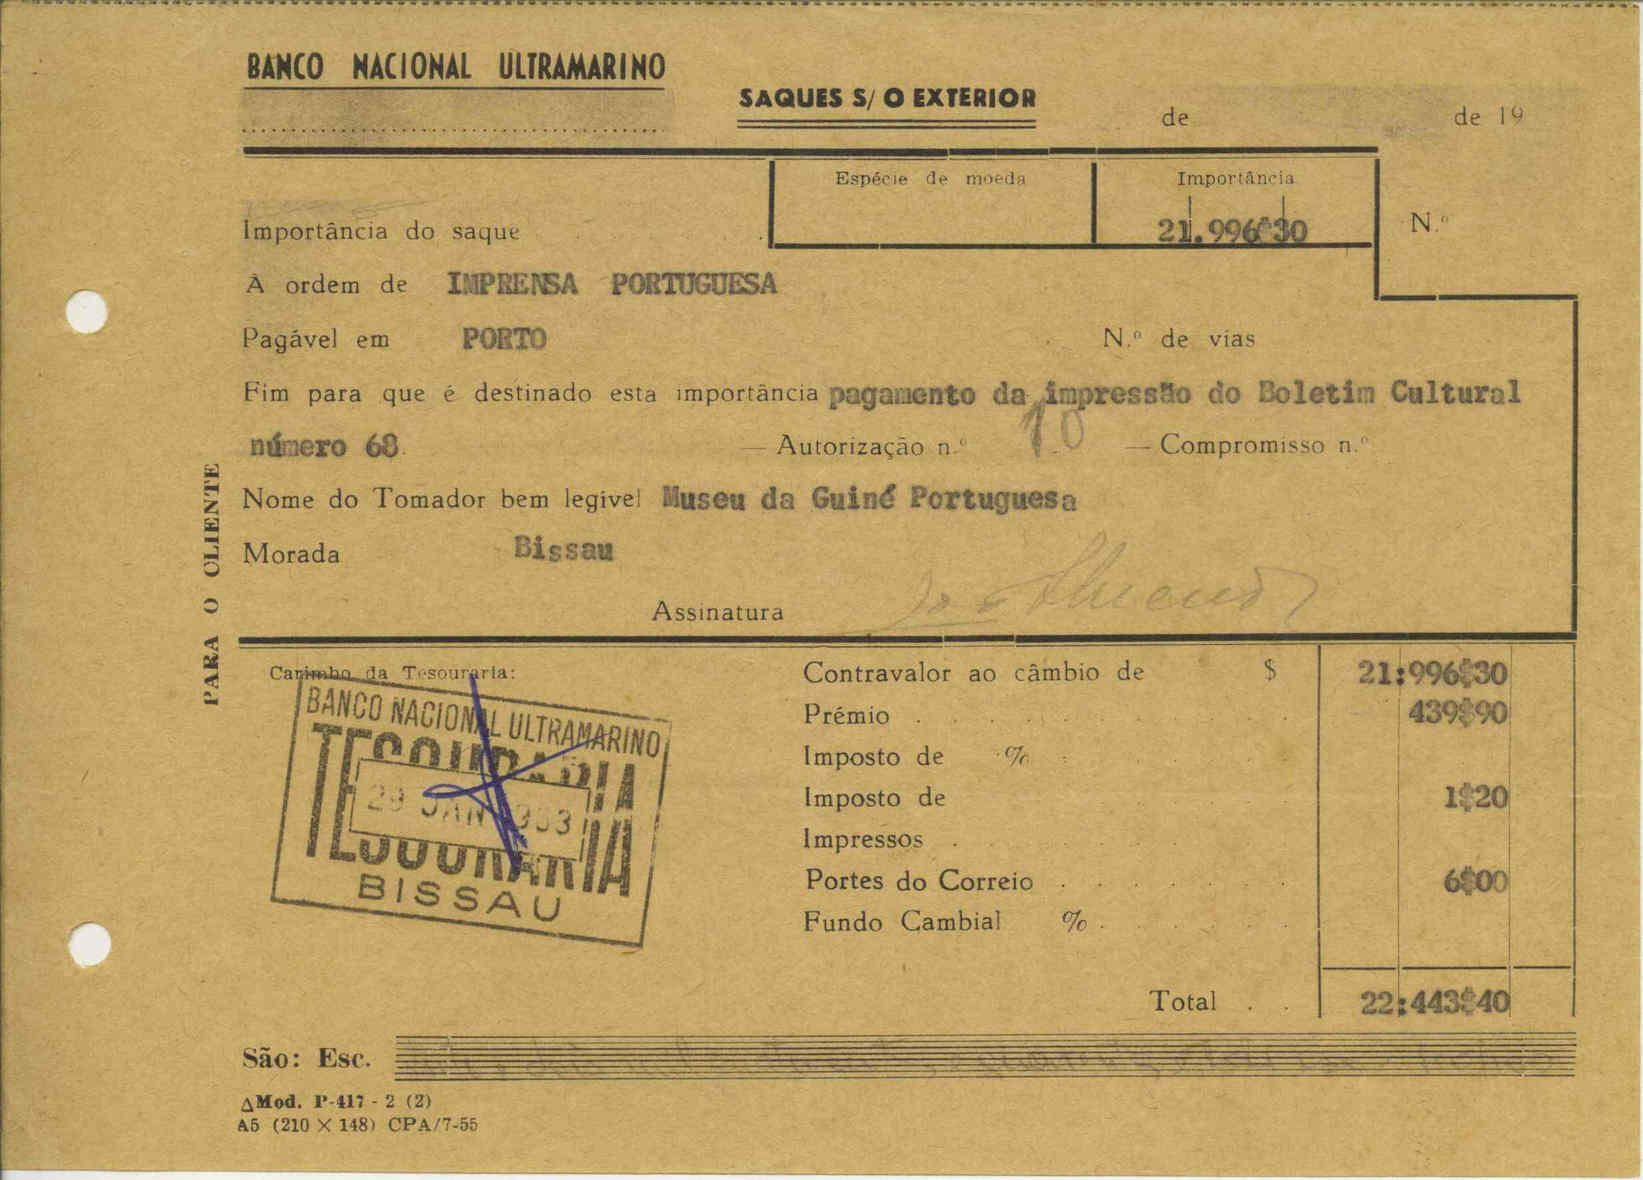 BANCO NACIONAL ULTRAMARINO
SAQUES S/ O EXTERIOR
de de 19
Espécie de moeda Importância
Importância do saque 21.996$30 N.º
À ordem de IMPRENSA PORTUGUESA
Pagável em PORTO N.º de vias
Fim para que é destinado esta importância pagamento da impressão do Boletim Cultural
número 68. — Autorização n.º 10 — Compromisso n.º
Nome do Tomador bem legivel Museu da Guiné Portuguesa
Morada Bissau
Assinatura
PARA O CLIENTE
Carimbo da Tesouraria:
BANCO NACIONAL ULTRAMARINO
TESOURARIA
29 JAN
TESOURARIA
BISSAU
Contravalor ao câmbio de $ 21:996$30
Prémio 439$90
Imposto de %
Imposto de 1$20
Impressos
Portes do Correio 6$00
Fundo Cambial %
Total 22:443$40
São: Esc.
△Mod. P-417 - 2 (2)
A5 (210 × 148) CPA/7-55